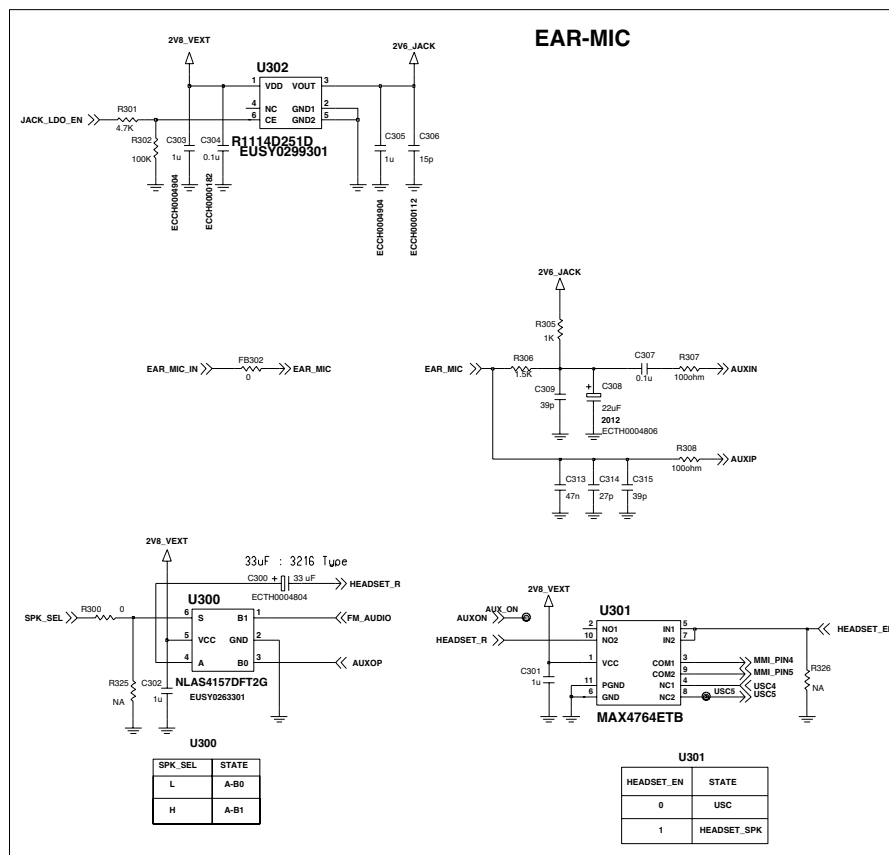 EAR-MIC
2V8_VEXT
2V6_JACK
U302
1 VDD VOUT 3
4 NC GND1 2
6 CE GND2 5
JACK_LDO_EN
R301
4.7K
R302
100K
C303
1u
C304
0.1u
R1114D251D
EUSY0299301
C305
1u
C306
15p
ECCH0004904
ECCH0000182
ECCH0004904
ECCH0000112
2V6_JACK
R305
1K
EAR_MIC_IN
FB302
0
EAR_MIC
EAR_MIC
R306
1.5K
C307
0.1u
R307
100ohm
AUXIN
C309
39p
+
C308
22uF
2012
ECTH0004806
R308
100ohm
AUXIP
C313
47n
C314
27p
C315
39p
2V8_VEXT
33uF : 3216 Type
C300 + 33 uF
ECTH0004804
HEADSET_R
SPK_SEL
R300 0
U300
6 S B1 1
5 VCC GND 2
4 A B0 3
FM_AUDIO
AUXOP
R325
NA
C302
1u
NLAS4157DFT2G
EUSY0263301
2V8_VEXT
AUXON
AUX_ON
HEADSET_R
U301
2 NO1 IN1 5
10 NO2 IN2 7
1 VCC COM1 3
COM2 9
11 PGND NC1 4
6 GND NC2 8
HEADSET_EN
MMI_PIN4
MMI_PIN5
USC4
USC5
USC5
C301
1u
R326
NA
MAX4764ETB
U300
SPK_SEL STATE
L A-B0
H A-B1
U301
HEADSET_EN STATE
0 USC
1 HEADSET_SPK